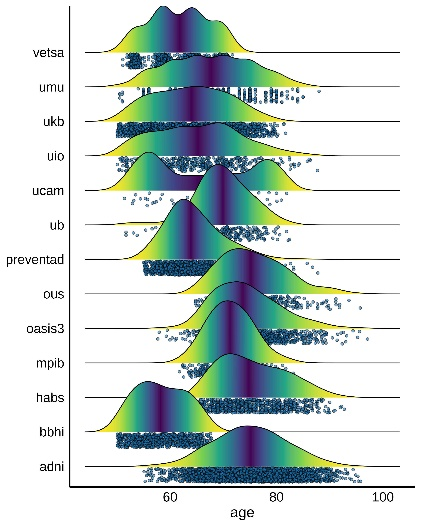 vetsa
umu
ukb
uio
ucam
ub
preventad
ous
oasis3
mpib
habs
bbhi
adni
60 80 100
age